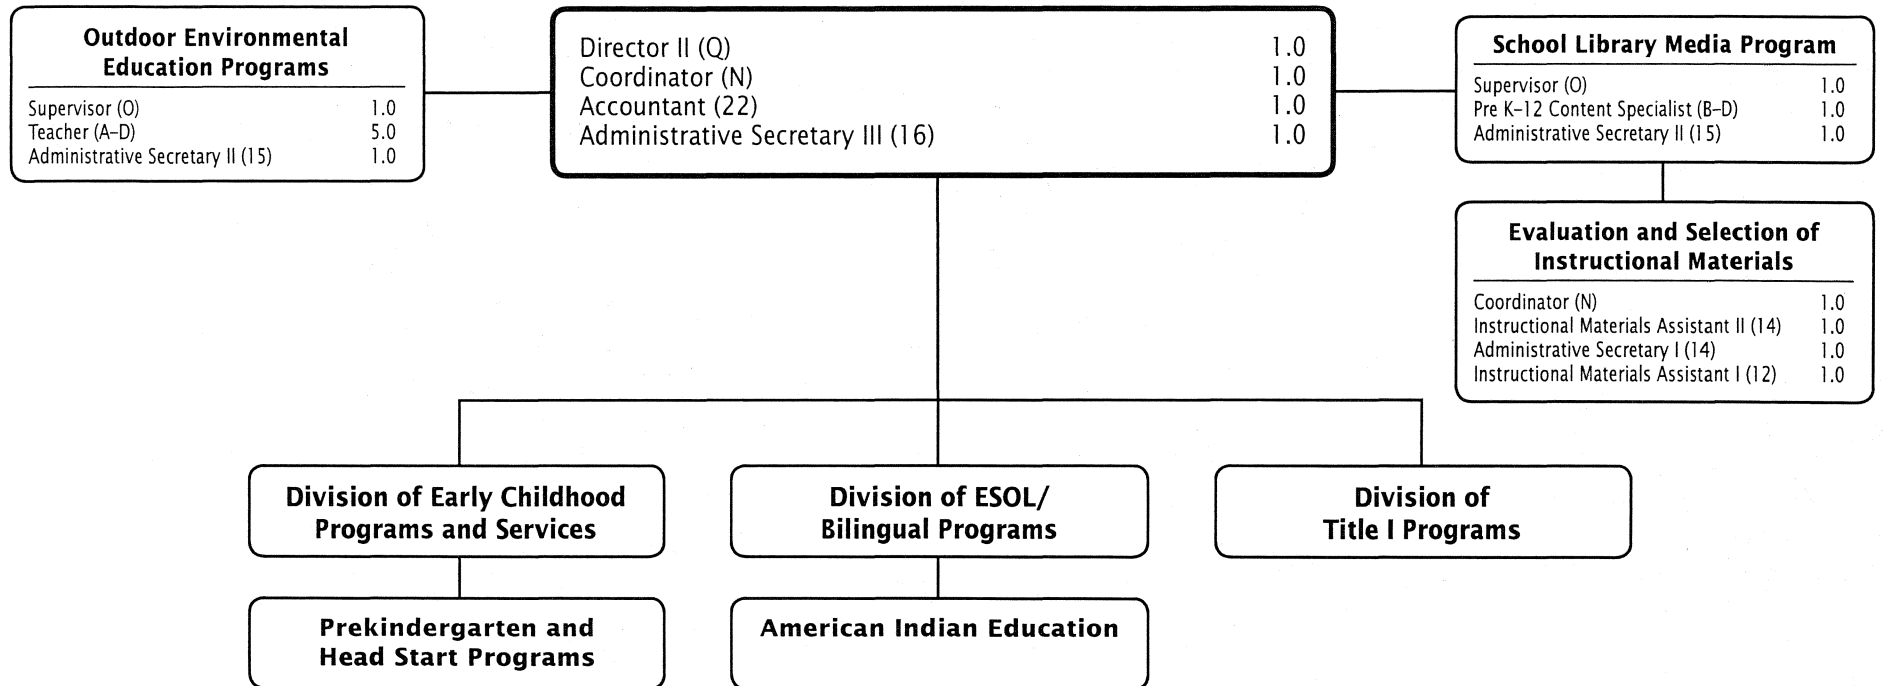 Outdoor Environmental
Education Programs
Supervisor (O) 1.0
Teacher (A–D) 5.0
Administrative Secretary II (15) 1.0
Director II (Q) 1.0
Coordinator (N) 1.0
Accountant (22) 1.0
Administrative Secretary III (16) 1.0
School Library Media Program
Supervisor (O) 1.0
Pre K–12 Content Specialist (B–D) 1.0
Administrative Secretary II (15) 1.0
Evaluation and Selection of
Instructional Materials
Coordinator (N) 1.0
Instructional Materials Assistant II (14) 1.0
Administrative Secretary I (14) 1.0
Instructional Materials Assistant I (12) 1.0
Division of Early Childhood
Programs and Services
Division of ESOL/
Bilingual Programs
Division of
Title I Programs
Prekindergarten and
Head Start Programs
American Indian Education